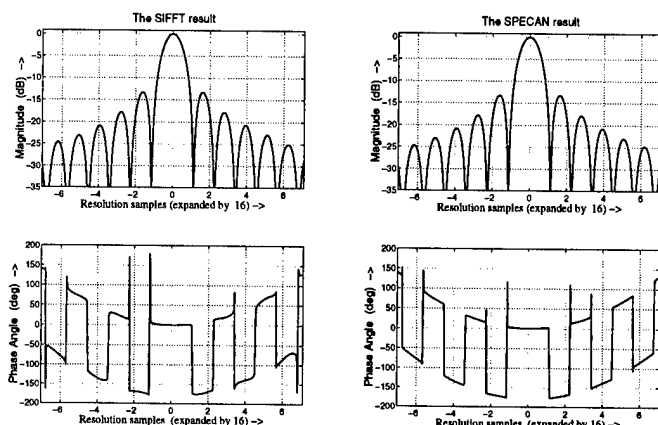 The SIFFT result
0
−5
−10
−15
−20
−25
−30
−35
Magnitude (dB) −>
−6 −4 −2 0 2 4 6
Resolution samples (expanded by 16) −>
The SPECAN result
0
−5
−10
−15
−20
−25
−30
−35
Magnitude (dB) −>
−6 −4 −2 0 2 4 6
Resolution samples (expanded by 16) −>
200
150
100
50
0
−50
−100
−150
−200
Phase Angle (deg) −>
−6 −4 −2 0 2 4 6
Resolution samples (expanded by 16) −>
200
150
100
50
0
−50
−100
−150
−200
Phase Angle (deg) −>
−6 −4 −2 0 2 4 6
Resolution samples (expanded by 16) −>